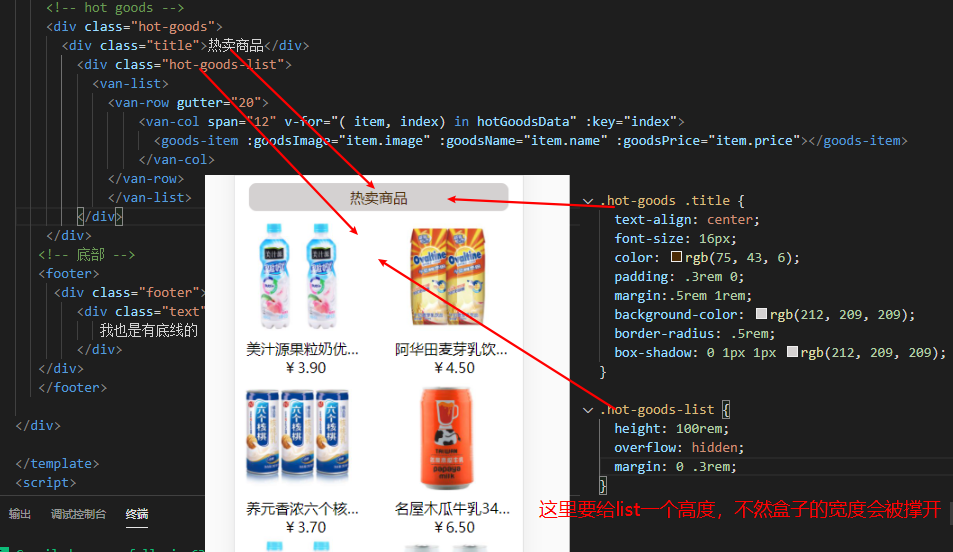 <!-- hot goods -->
<div class="hot-goods">
<div class="title">热卖商品</div>
<div class="hot-goods-list">
<van-list>
<van-row gutter="20">
<van-col span="12" v-for="( item, index) in hotGoodsData" :key="index">
<goods-item :goodsImage="item.image" :goodsName="item.name" :goodsPrice="item.price"></goods-item>
</van-col>
</van-row>
</van-list>
</div>
</div>
<!-- 底部 -->
<footer>
<div class="footer">
<div class="text"
我也是有底线的
</div>
</div>
</footer>
</div>
</template>
<script>
输出 调试控制台 终端
热卖商品
美汁源果粒奶优...
￥3.90
阿华田麦芽乳饮...
￥4.50
养元香浓六个核...
￥3.70
名屋木瓜牛乳34...
￥6.50
.hot-goods .title {
text-align: center;
font-size: 16px;
color: rgb(75, 43, 6);
padding: .3rem 0;
margin:.5rem 1rem;
background-color: rgb(212, 209, 209);
border-radius: .5rem;
box-shadow: 0 1px 1px rgb(212, 209, 209);
}
.hot-goods-list {
height: 100rem;
overflow: hidden;
margin: 0 .3rem;
}
这里要给list一个高度，不然盒子的宽度会被撑开